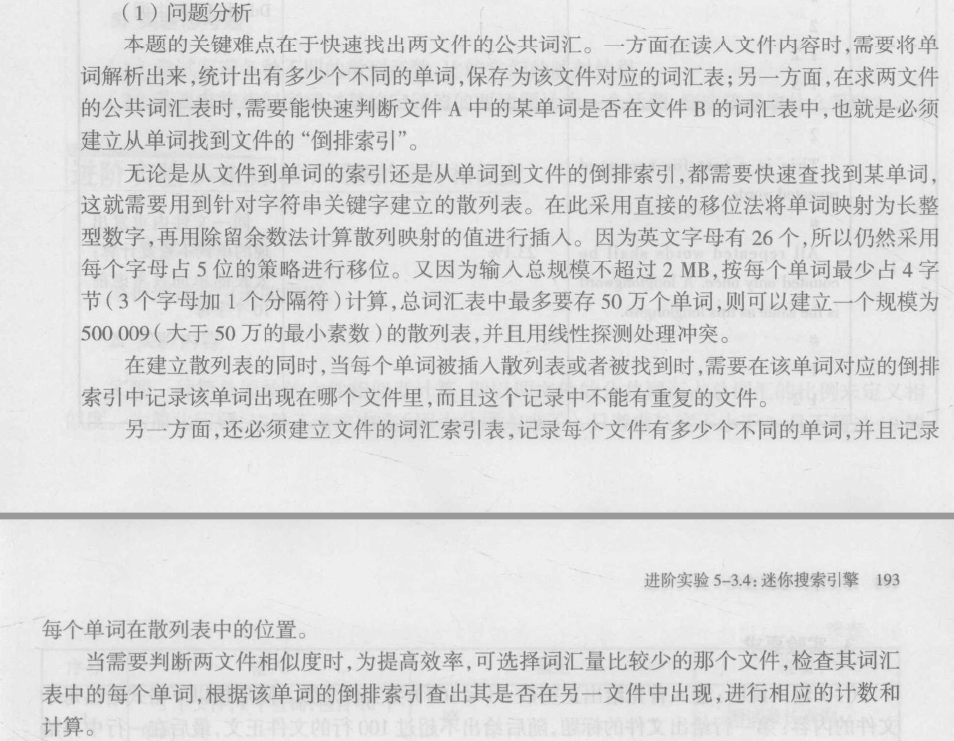 （1）问题分析
本题的关键难点在于快速找出两文件的公共词汇。一方面在读入文件内容时，需要将单
词解析出来，统计出有多少个不同的单词，保存为该文件对应的词汇表；另一方面，在求两文件
的公共词汇表时，需要能快速判断文件 A 中的某单词是否在文件 B 的词汇表中，也就是必须
建立从单词找到文件的“倒排索引”。
无论是从文件到单词的索引还是从单词到文件的倒排索引，都需要快速查找到某单词，
这就需要用到针对字符串关键字建立的散列表。在此采用直接的移位法将单词映射为长整
型数字，再用除留余数法计算散列映射的值进行插入。因为英文字母有 26 个，所以仍然采用
每个字母占 5 位的策略进行移位。又因为输入总规模不超过 2 MB，按每个单词最少占 4 字
节（3 个字母加 1 个分隔符）计算，总词汇表中最多要存 50 万个单词，则可以建立一个规模为
500 009（大于 50 万的最小素数）的散列表，并且用线性探测处理冲突。
在建立散列表的同时，当每个单词被插入散列表或者被找到时，需要在该单词对应的倒排
索引中记录该单词出现在哪个文件里，而且这个记录中不能有重复的文件。
另一方面，还必须建立文件的词汇索引表，记录每个文件有多少个不同的单词，并且记录
进阶实验 5-3.4：迷你搜索引擎 193
每个单词在散列表中的位置。
当需要判断两文件相似度时，为提高效率，可选择词汇量比较少的那个文件，检查其词汇
表中的每个单词，根据该单词的倒排索引查出其是否在另一文件中出现，进行相应的计数和
计算。